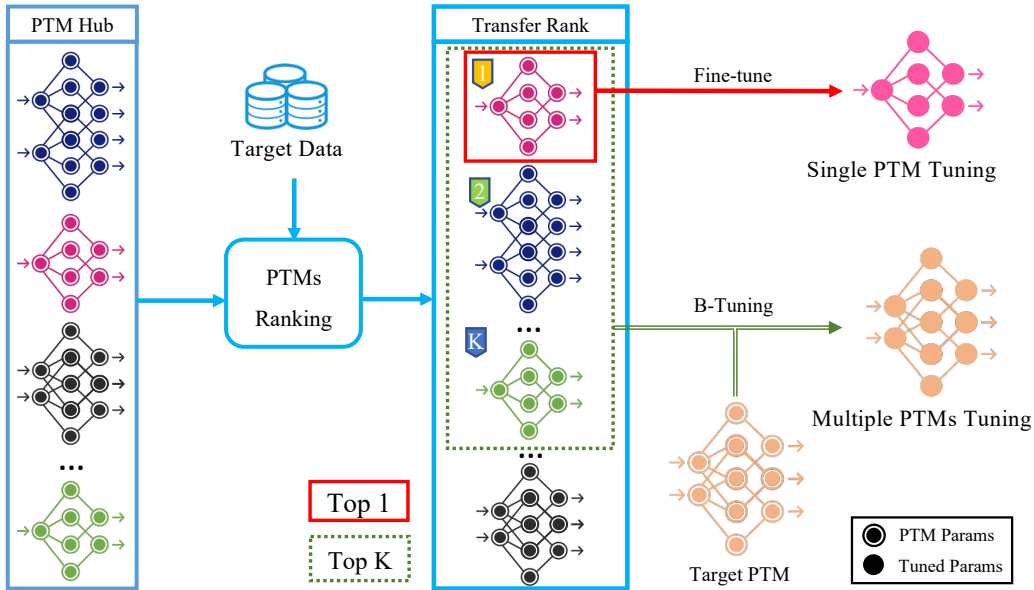 PTM Hub
...
Target Data
PTMs
Ranking
Transfer Rank
1
2
...
K
...
Top 1
Top K
Fine-tune
Single PTM Tuning
B-Tuning
Multiple PTMs Tuning
Target PTM
PTM Params
Tuned Params